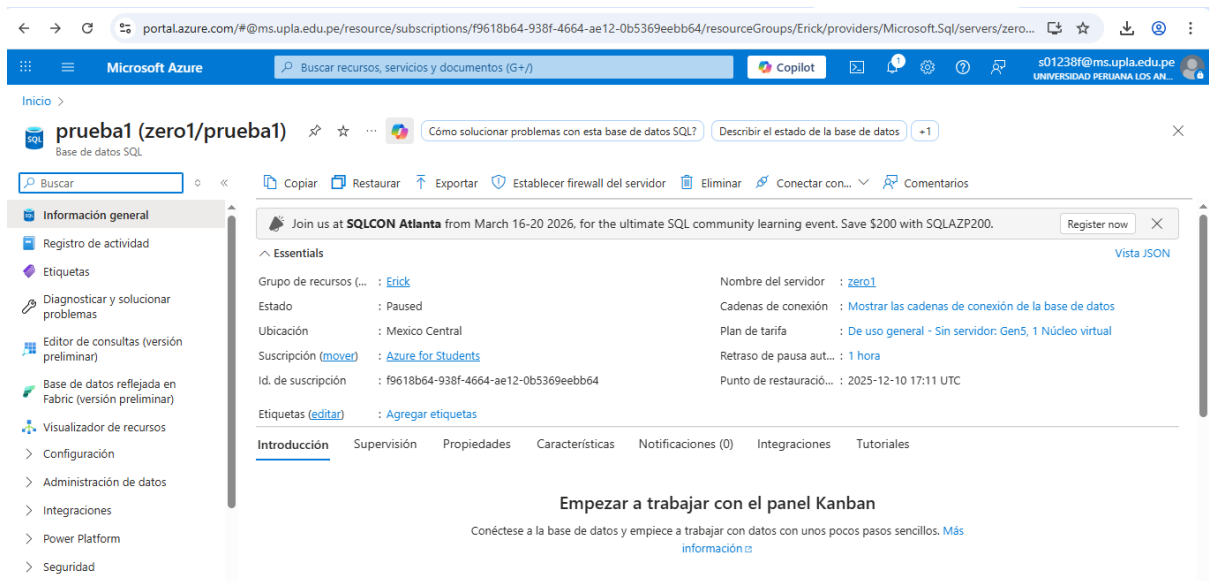 portal.azure.com/#@ms.upla.edu.pe/resource/subscriptions/f9618b64-938f-4664-ae12-0b5369eebb64/resourceGroups/Erick/providers/Microsoft.Sql/servers/zero...
Microsoft Azure
Buscar recursos, servicios y documentos (G+/)
Copilot
1
s01238f@ms.upla.edu.pe
UNIVERSIDAD PERUANA LOS AN...
Inicio >
SQL
prueba1 (zero1/prueba1)
Base de datos SQL
Cómo solucionar problemas con esta base de datos SQL?
Describir el estado de la base de datos
+1
Buscar
Copiar
Restaurar
Exportar
Establecer firewall del servidor
Eliminar
Conectar con...
Comentarios
Información general
Registro de actividad
Etiquetas
Diagnosticar y solucionar
problemas
Editor de consultas (versión
preliminar)
Base de datos reflejada en
Fabric (versión preliminar)
Visualizador de recursos
Configuración
Administración de datos
Integraciones
Power Platform
Seguridad
Join us at SQLCON Atlanta from March 16-20 2026, for the ultimate SQL community learning event. Save $200 with SQLAZP200.
Register now
Essentials
Vista JSON
Grupo de recursos (... : Erick
Estado : Paused
Ubicación : Mexico Central
Suscripción (mover) : Azure for Students
Id. de suscripción : f9618b64-938f-4664-ae12-0b5369eebb64
Etiquetas (editar) : Agregar etiquetas
Nombre del servidor : zero1
Cadenas de conexión : Mostrar las cadenas de conexión de la base de datos
Plan de tarifa : De uso general - Sin servidor: Gen5, 1 Núcleo virtual
Retraso de pausa aut... : 1 hora
Punto de restauració... : 2025-12-10 17:11 UTC
Introducción
Supervisión
Propiedades
Características
Notificaciones (0)
Integraciones
Tutoriales
Empezar a trabajar con el panel Kanban
Conéctese a la base de datos y empiece a trabajar con datos con unos pocos pasos sencillos. Más
información